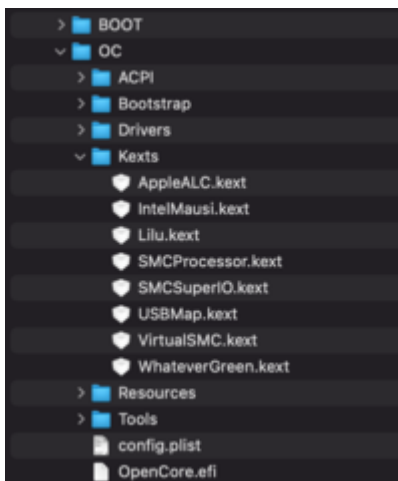 BOOT
OC
ACPI
Bootstrap
Drivers
Kexts
AppleALC.kext
IntelMausi.kext
Lilu.kext
SMCProcessor.kext
SMCSuperIO.kext
USBMap.kext
VirtualSMC.kext
WhateverGreen.kext
Resources
Tools
config.plist
OpenCore.efi